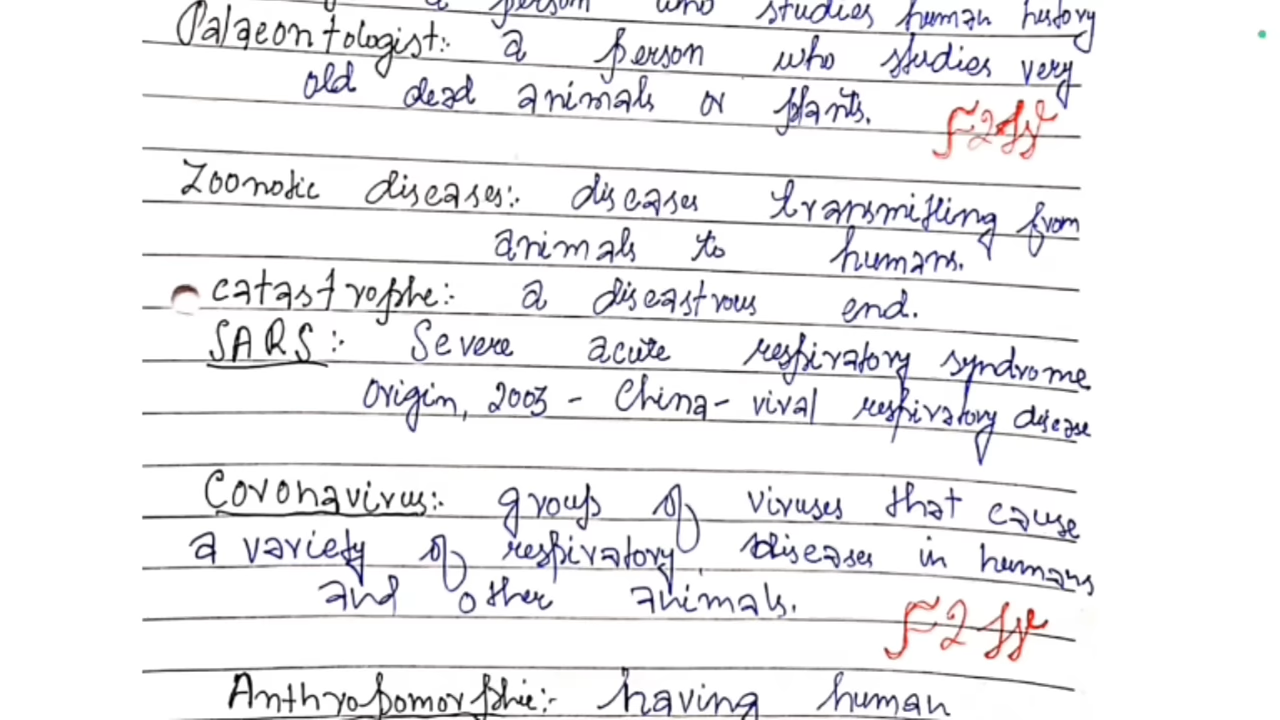 a person who studies human history
Palaeontologist:- a person who studies very
old dead animals or plants.
Zoonotic diseases:- diseases transmitting from
animals to humans.
catastrophe:- a diseastrous end.
SARS:- Severe acute respiratory syndrome
origin, 2003 - China - viral respiratory disease
Coronavirus:- group of viruses that cause
a variety of respiratory diseases in humans
and other animals.
Anthropomorphic:- having human